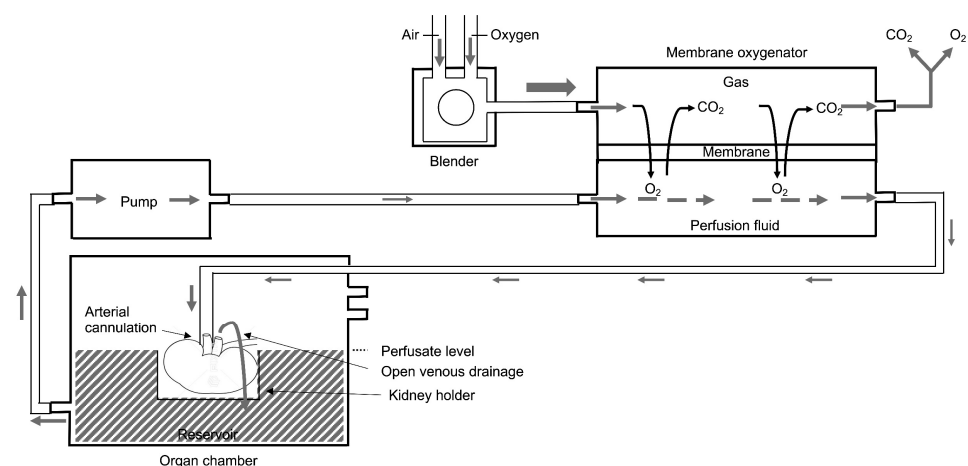 Air
Oxygen
CO₂
O₂
Membrane oxygenator
Gas
CO₂
CO₂
Blender
Membrane
O₂
O₂
Pump
Perfusion fluid
Arterial
cannulation
Perfusate level
Open venous drainage
Kidney holder
Reservoir
Organ chamber